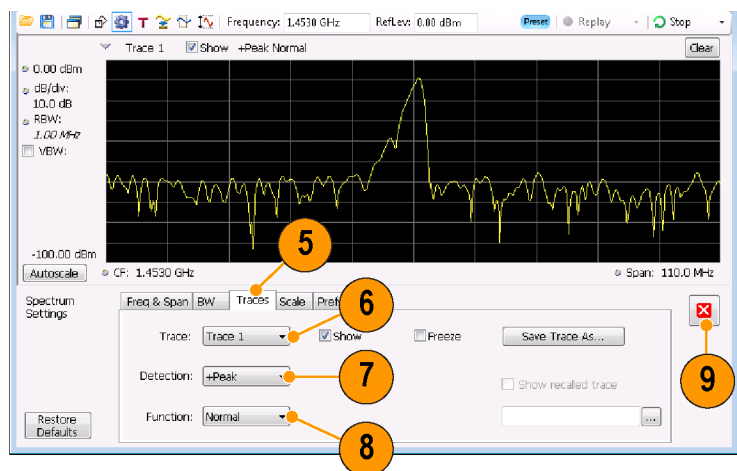 Frequency: 1.4530 GHz RefLev: 0.00 dBm Preset Replay Stop
Trace 1 Show +Peak Normal Clear
0.00 dBm
dB/div:
10.0 dB
RBW:
1.00 MHz
VBW:
-100.00 dBm
Autoscale CF: 1.4530 GHz Span: 110.0 MHz
5
Spectrum
Settings
Freq & Span BW Traces Scale Pref
6
Trace: Trace 1 Show Freeze Save Trace As...
Detection: +Peak
7
Show recalled trace
9
Function: Normal ...
8
Restore
Defaults